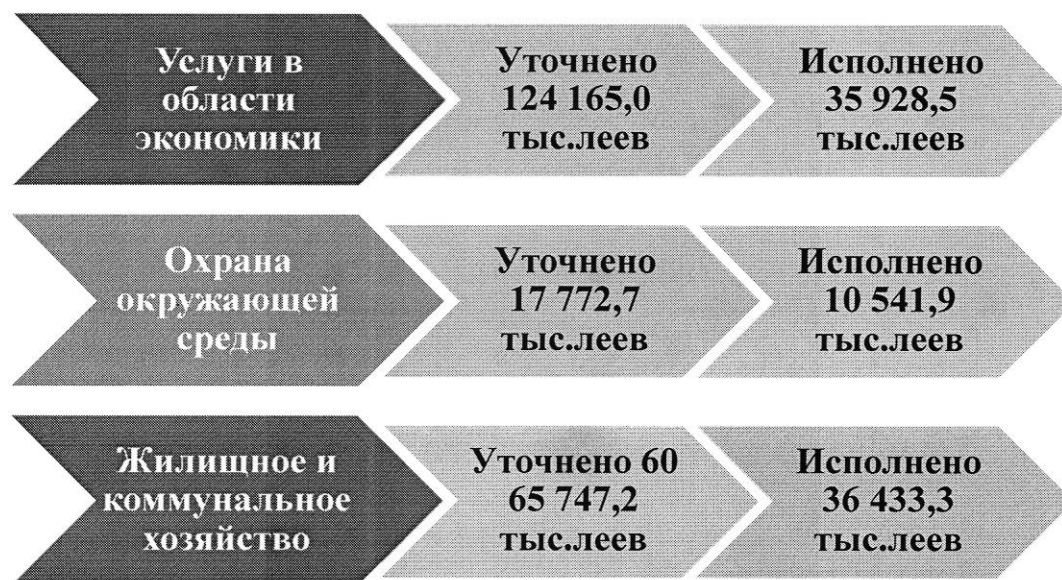 Услуги в
области
экономики
Уточнено
124 165,0
тыс.леев
Исполнено
35 928,5
тыс.леев
Охрана
окружающей
среды
Уточнено
17 772,7
тыс.леев
Исполнено
10 541,9
тыс.леев
Жилищное и
коммунальное
хозяйство
Уточнено 60
65 747,2
тыс.леев
Исполнено
36 433,3
тыс.леев